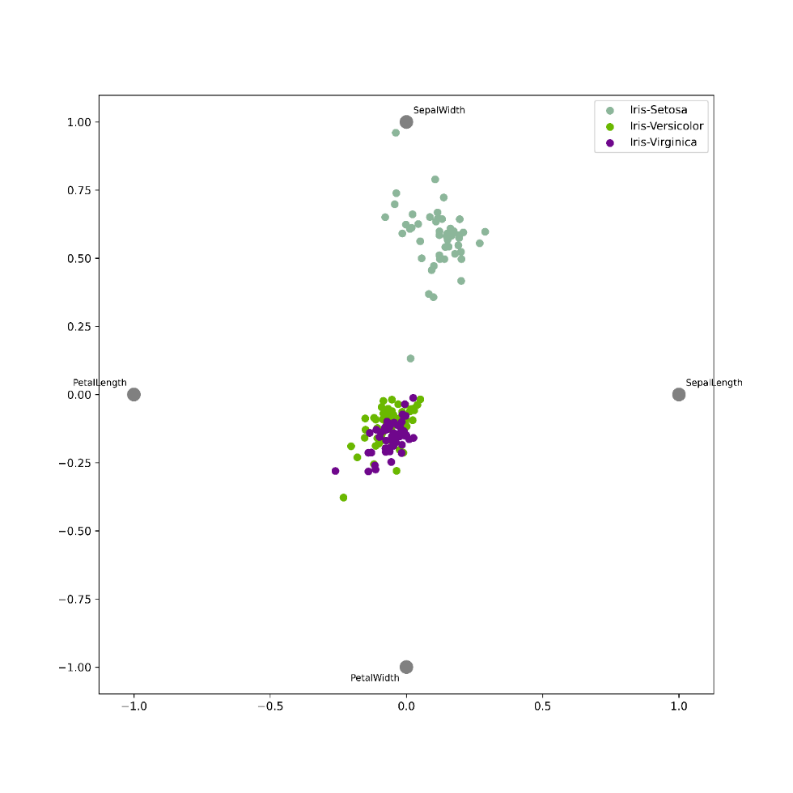 SepalWidth
Iris-Setosa
Iris-Versicolor
Iris-Virginica
1.00
0.75
0.50
0.25
PetalLength
SepalLength
0.00
−0.25
−0.50
−0.75
−1.00
PetalWidth
−1.0 −0.5 0.0 0.5 1.0